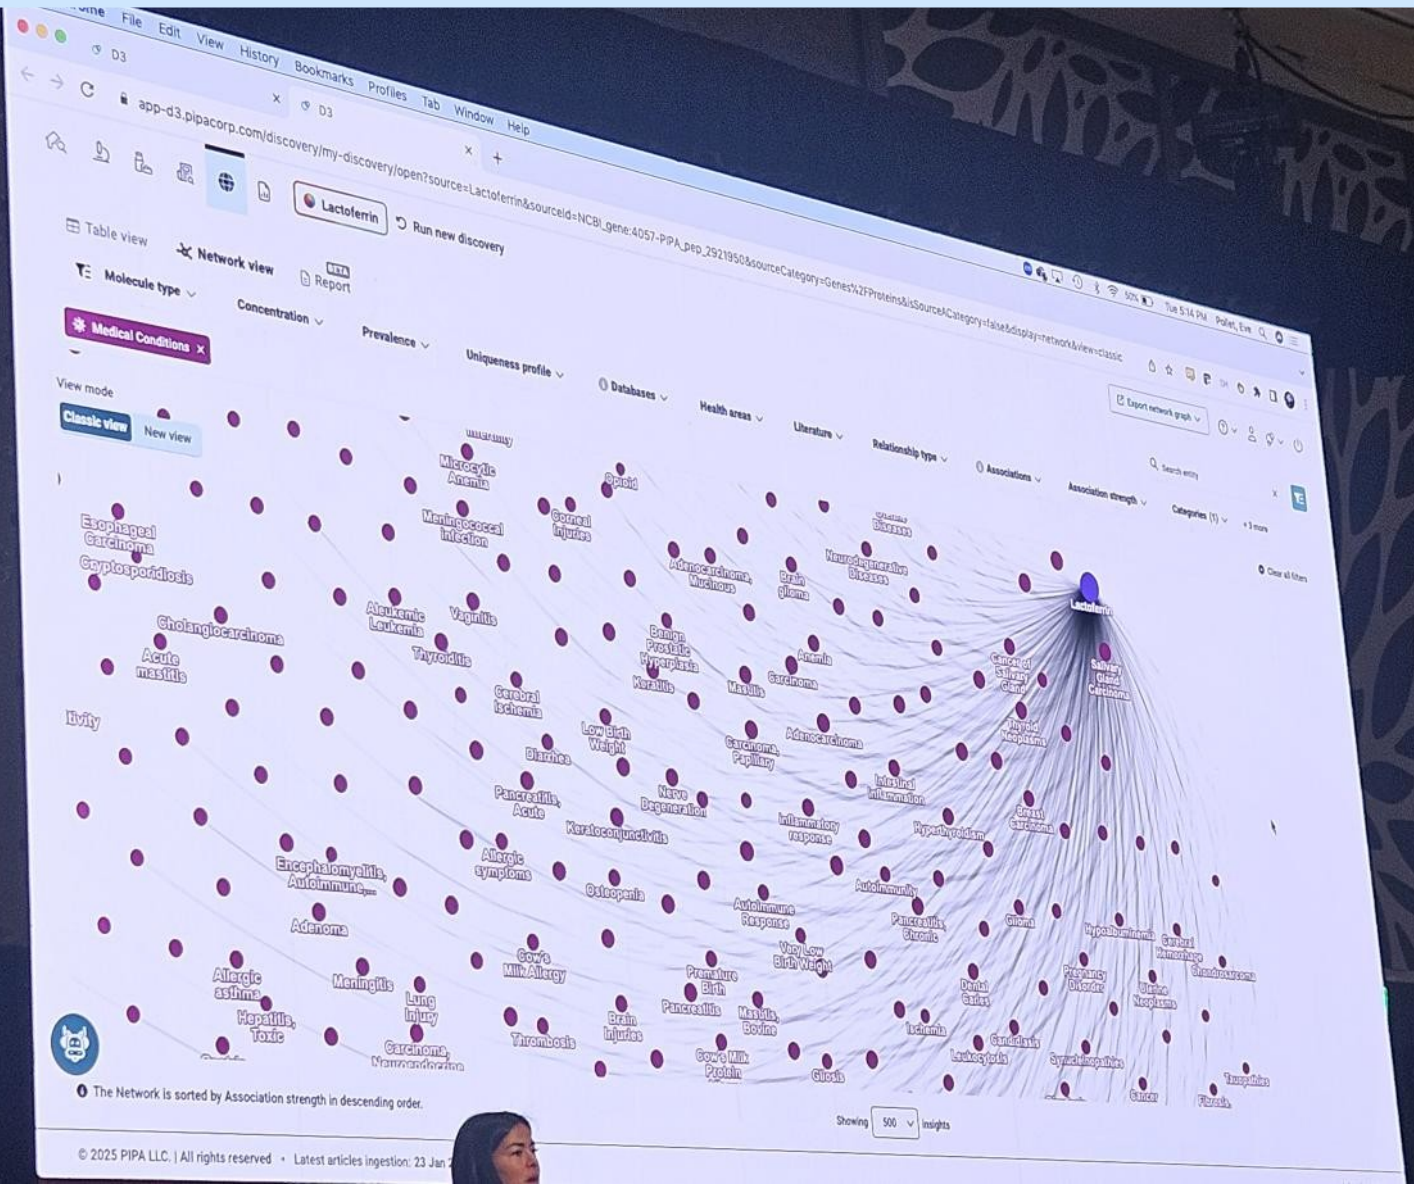 File Edit View History Bookmarks Profiles Tab Window Help
Tue 5:14 PM Pollet, Eve
50%
D3
D3
app-d3.pipacorp.com/discovery/my-discovery/open?source=Lactoferrin&sourceId=NCBI_gene:4057-PIPA_pep_2921950&sourceCategory=Genes%2FProteins&isSourceACategory=false&display=network&view=classic
Lactoferrin
Run new discovery
Export network graph
Table view
Network view
BETA
Report
Search entity
Molecule type
Concentration
Prevalence
Uniqueness profile
Databases
Health areas
Literature
Relationship type
Associations
Association strength
Categories (1)
+ 3 more
Medical Conditions
Clear all filters
View mode
Classic view
New view
Microcytic
Anemia
Opioid
Esophageal
Carcinoma
Meningococcal
Infection
Corneal
Injuries
Diseases
Cryptosporidiosis
Adenocarcinoma,
Mucinous
Brain
glioma
Neurodegenerative
Diseases
Lactoferrin
Cholangiocarcinoma
Aleukemic
Leukemia
Vaginitis
Benign
Prostatic
Hyperplasia
Anemia
Acute
mastitis
Thyroiditis
Keratitis
Mastitis
Carcinoma
Cancer of
Salivary
Gland
Salivary
Gland
Carcinoma
Cerebral
Ischemia
Low Birth
Weight
Carcinoma,
Papillary
Adenocarcinoma
Thyroid
Neoplasms
Diarrhea
Pancreatitis,
Acute
Nerve
Degeneration
Intestinal
Inflammation
Keratoconjunctivitis
Inflammatory
response
Hyperthyroidism
Breast
Carcinoma
Encephalomyelitis,
Autoimmune,...
Allergic
symptoms
Osteopenia
Autoimmunity
Adenoma
Autoimmune
Response
Pancreatitis,
Chronic
Glioma
Hypoalbuminemia
Cerebral
Hemorrhage
Allergic
asthma
Meningitis
Cow's
Milk Allergy
Premature
Birth
Very Low
Birth Weight
Pregnancy
Disorder
Uterine
Neoplasms
Chondrosarcoma
Hepatitis,
Toxic
Lung
Injury
Pancreatitis
Mastitis,
Bovine
Dental
Caries
Carcinoma,
Neuroendocrine
Thrombosis
Brain
Injuries
Cow's Milk
Protein
Ischemia
Candidiasis
Leukocytosis
Synucleinopathies
Gliosis
Cancer
Fibrosis
Tauopathies
The Network is sorted by Association strength in descending order.
Showing 500 insights
© 2025 PIPA LLC. | All rights reserved • Latest articles ingestion: 23 Jan